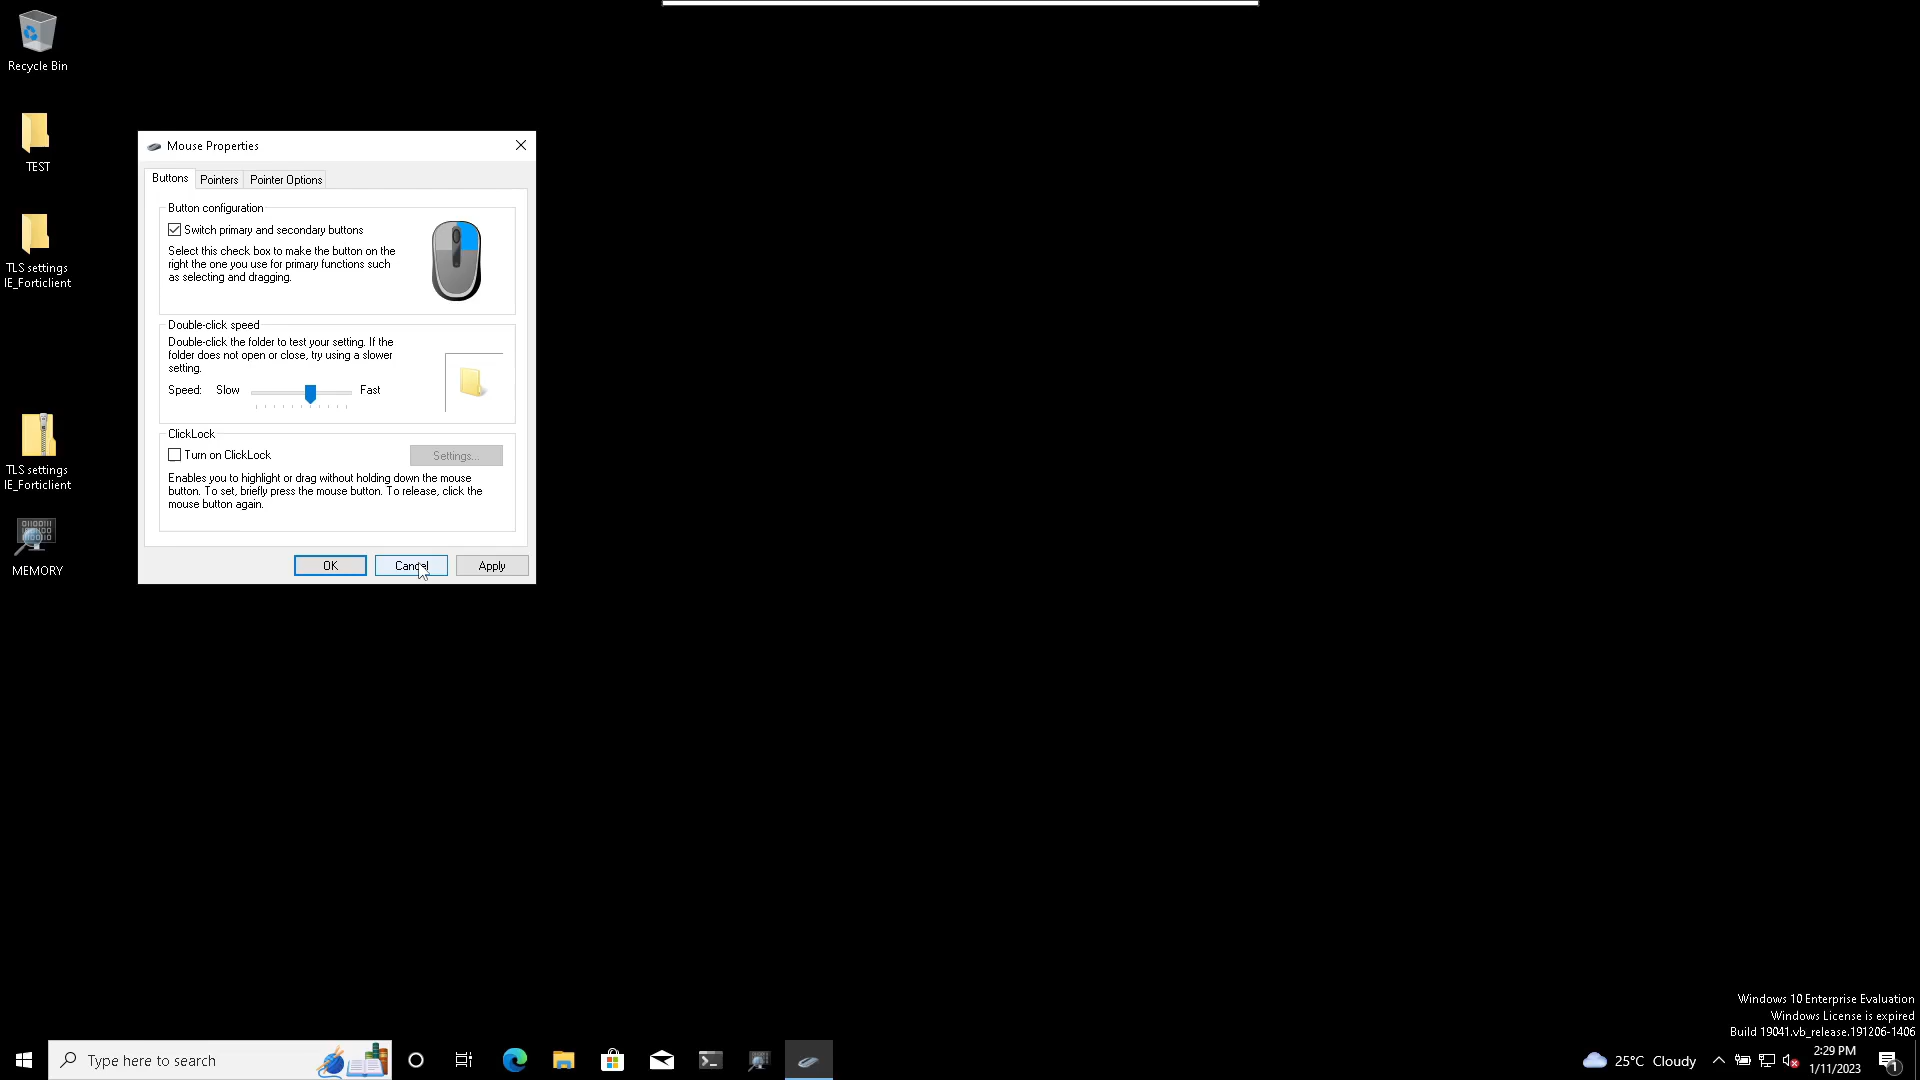 Recycle Bin
TEST
TLS settings
IE_Forticlient
TLS settings
IE_Forticlient
MEMORY
Mouse Properties
Buttons
Pointers
Pointer Options
Button configuration
Switch primary and secondary buttons
Select this check box to make the button on the
right the one you use for primary functions such
as selecting and dragging.
Double-click speed
Double-click the folder to test your setting. If the
folder does not open or close, try using a slower
setting.
Speed: Slow Fast
ClickLock
Turn on ClickLock
Settings...
Enables you to highlight or drag without holding down the mouse
button. To set, briefly press the mouse button. To release, click the
mouse button again.
OK
Cancel
Apply
Windows 10 Enterprise Evaluation
Windows License is expired
Build 19041.vb_release.191206-1406
Type here to search
25°C Cloudy
2:29 PM
1/11/2023
1